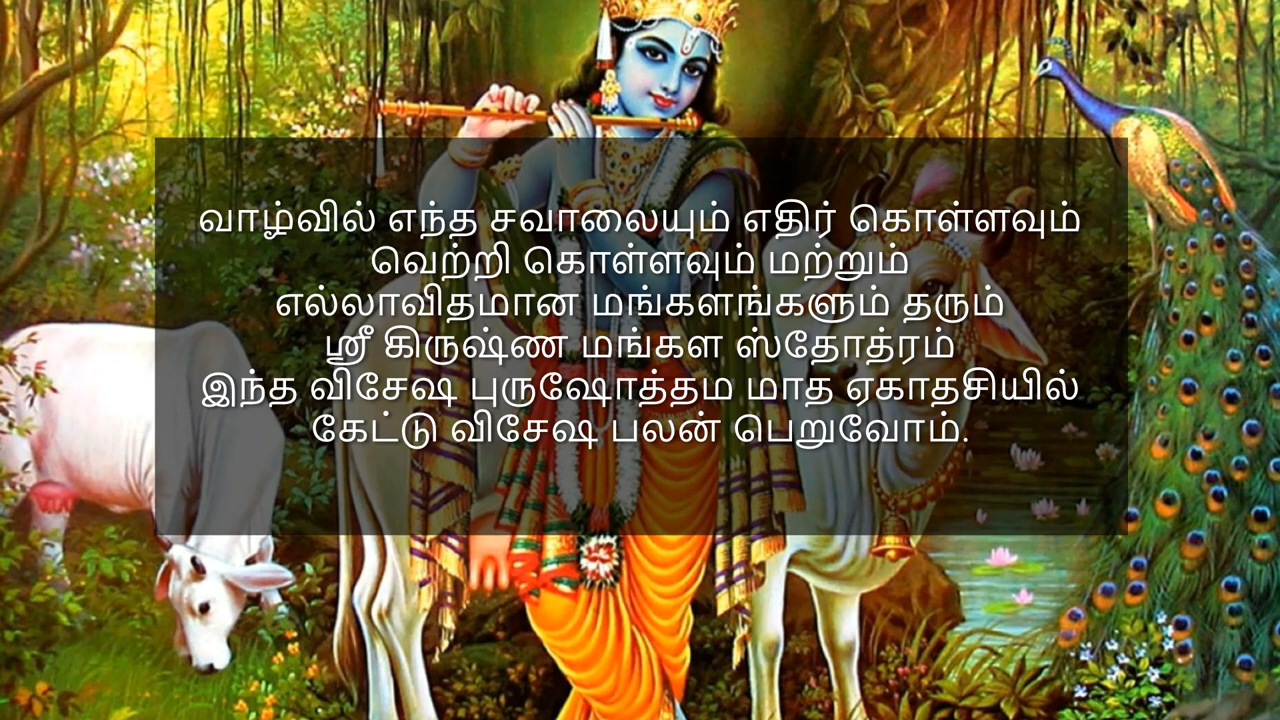 வாழ்வில் எந்த சவாலையும் எதிர் கொள்ளவும்
வெற்றி கொள்ளவும் மற்றும்
எல்லாவிதமான மங்களங்களும் தரும்
ஸ்ரீ கிருஷ்ண மங்கள ஸ்தோத்ரம்
இந்த விசேஷ புருஷோத்தம மாத ஏகாதசியில்
கேட்டு விசேஷ பலன் பெறுவோம்.